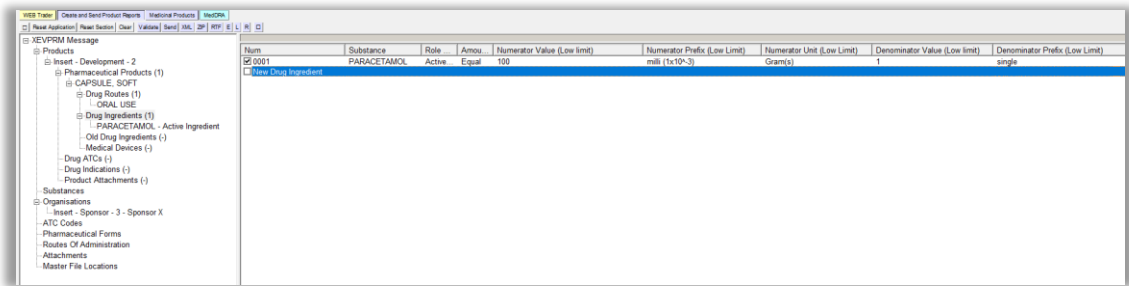 WEB Trader Create and Send Product Reports Medicinal Products MedDRA
Reset Application Reset Section Clear Validate Send XML ZIP RTF E L R
XEVPRM Message
Products
Insert - Development - 2
Pharmaceutical Products (1)
CAPSULE, SOFT
Drug Routes (1)
ORAL USE
Drug Ingredients (1)
PARACETAMOL - Active Ingredient
Old Drug Ingredients (-)
Medical Devices (-)
Drug ATCs (-)
Drug Indications (-)
Product Attachments (-)
Substances
Organisations
Insert - Sponsor - 3 - Sponsor X
ATC Codes
Pharmaceutical Forms
Routes Of Administration
Attachments
Master File Locations
Num Substance Role ... Amou... Numerator Value (Low limit) Numerator Prefix (Low Limit) Numerator Unit (Low Limit) Denominator Value (Low limit) Denominator Prefix (Low Limit)
0001 PARACETAMOL Active... Equal 100 milli (1x10^-3) Gram(s) 1 single
New Drug Ingredient